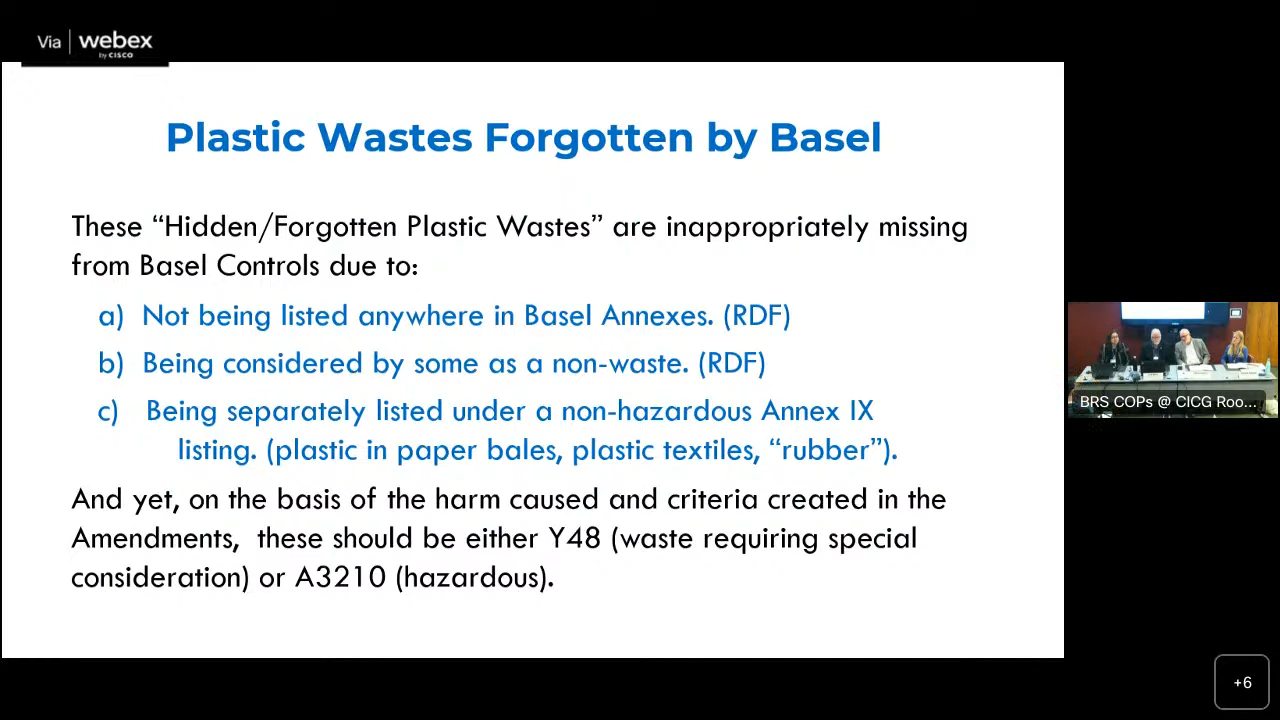 Via webex
by CISCO
Plastic Wastes Forgotten by Basel
These “Hidden/Forgotten Plastic Wastes” are inappropriately missing
from Basel Controls due to:
a) Not being listed anywhere in Basel Annexes. (RDF)
b) Being considered by some as a non-waste. (RDF)
c) Being separately listed under a non-hazardous Annex IX
listing. (plastic in paper bales, plastic textiles, “rubber”).
And yet, on the basis of the harm caused and criteria created in the
Amendments, these should be either Y48 (waste requiring special
consideration) or A3210 (hazardous).
BRS COPs @ CICG Roo...
+6